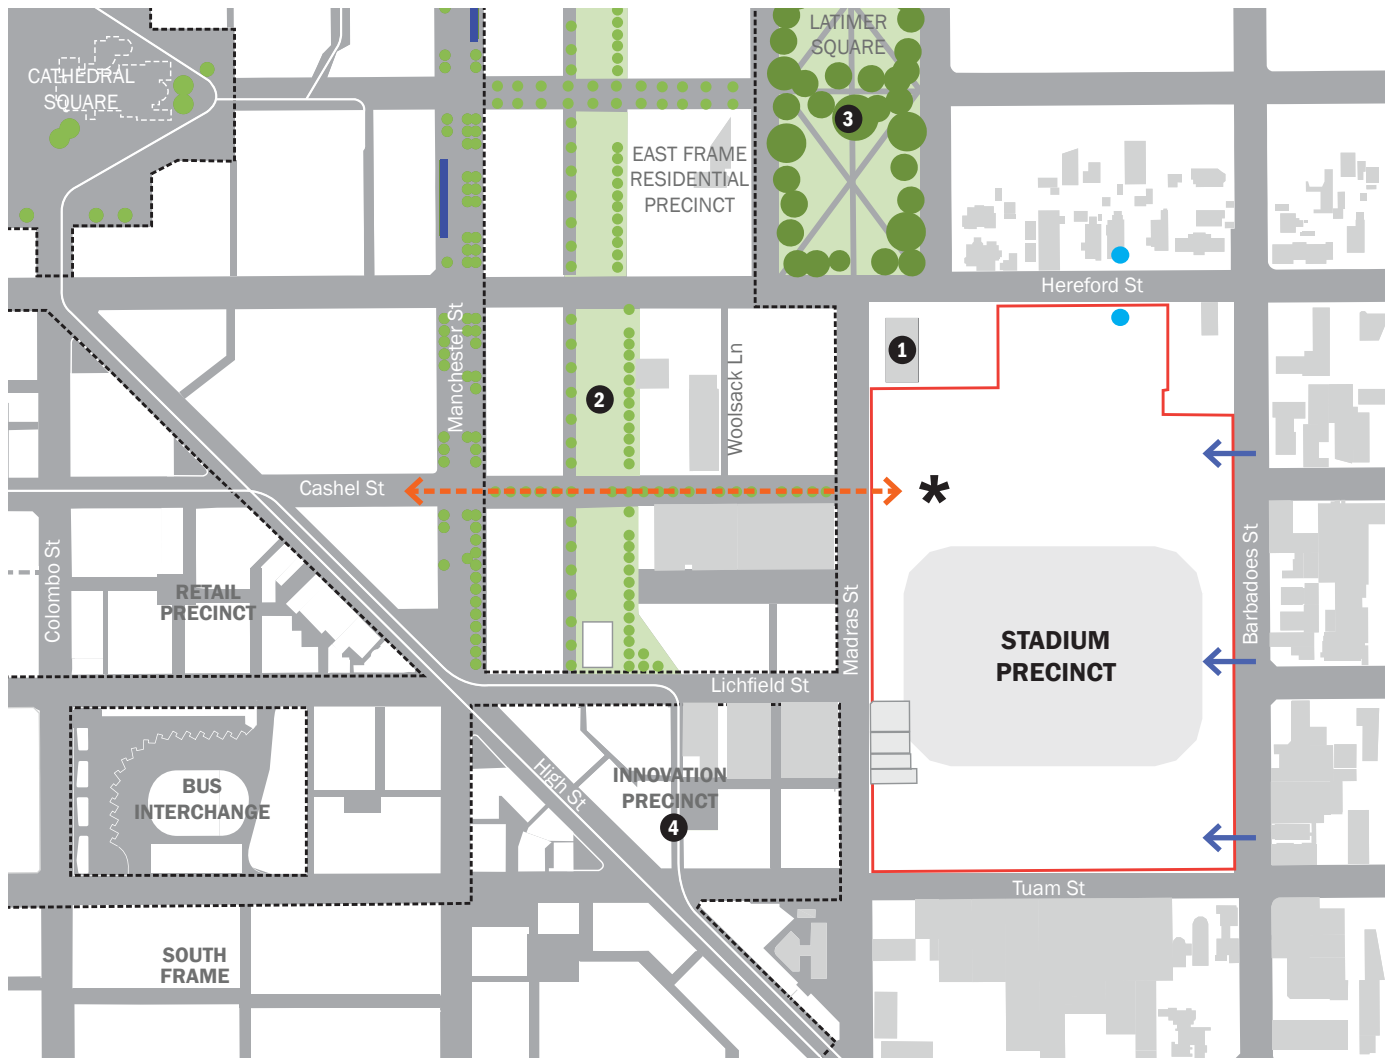 LATIMER
SQUARE
CATHEDRAL
SQUARE
3
EAST FRAME
RESIDENTIAL
PRECINCT
Hereford St
Manchester St
Woolsack Ln
1
2
Cashel St
*
Colombo St
RETAIL
PRECINCT
Madras St
Barbadoes St
STADIUM
PRECINCT
Lichfield St
BUS
INTERCHANGE
High St
INNOVATION
PRECINCT
4
Tuam St
SOUTH
FRAME